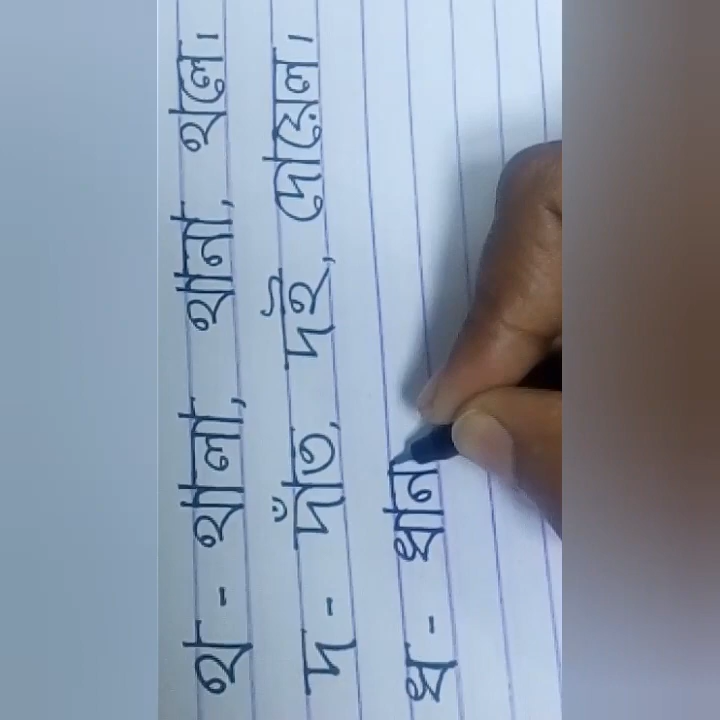 থ - থালা, থানা, থলে।
দ - দাঁত, দই, দোয়েল।
ধ - ধান